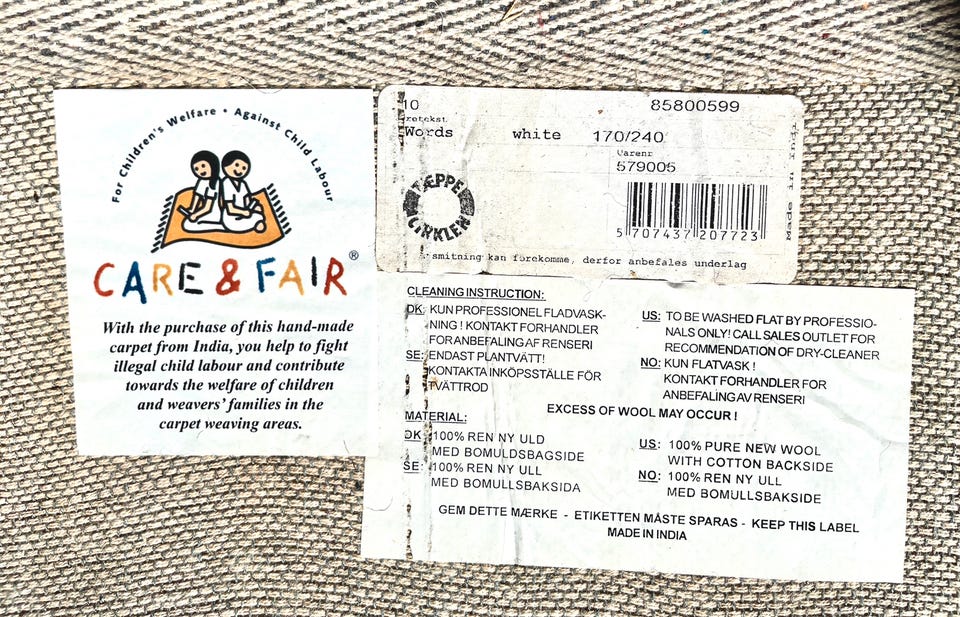 For Children's Welfare • Against Child Labour
CARE & FAIR®
With the purchase of this hand-made
carpet from India, you help to fight
illegal child labour and contribute
towards the welfare of children
and weavers' families in the
carpet weaving areas.
10
85800599
Words white 170/240
Varenr
579005
TÆPPE
CIRKLEN
5 707437 207723
smitning kan forekomme, derfor anbefales underlag
Made in
CLEANING INSTRUCTION:
DK: KUN PROFESSIONEL FLADVASK-
NING ! KONTAKT FORHANDLER
FOR ANBEFALING AF RENSERI
SE: ENDAST PLANTVÄTT!
KONTAKTA INKÖPSSTÄLLE FÖR
TVÄTTROD
US: TO BE WASHED FLAT BY PROFESSIO-
NALS ONLY! CALL SALES OUTLET FOR
RECOMMENDATION OF DRY-CLEANER
NO: KUN FLATVASK !
KONTAKT FORHANDLER FOR
ANBEFALING AV RENSERI
EXCESS OF WOOL MAY OCCUR !
MATERIAL:
DK: 100% REN NY ULD
MED BOMULDSBAGSIDE
SE: 100% REN NY ULL
MED BOMULLSBAKSIDA
US: 100% PURE NEW WOOL
WITH COTTON BACKSIDE
NO: 100% REN NY ULL
MED BOMULLSBAKSIDE
GEM DETTE MÆRKE - ETIKETTEN MÅSTE SPARAS - KEEP THIS LABEL
MADE IN INDIA